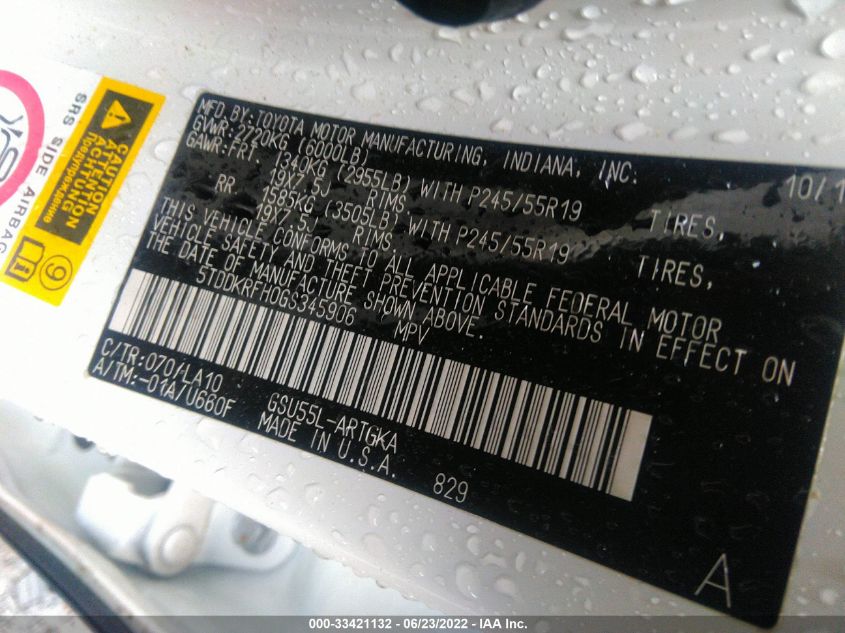 SRS SIDE AIRBAG
CAUTION
ATTENTION
ACHTUNG
Предупреждение
9
MFD. BY: TOYOTA MOTOR MANUFACTURING, INDIANA, INC.
10/1
GVWR: 2720KG (6000LB)
GAWR: FRT. 1340KG (2955LB) WITH P245/55R19 TIRES,
19X7.5J RIMS
RR 1585KG (3505LB) WITH P245/55R19 TIRES,
19X7.5J RIMS
THIS VEHICLE CONFORMS TO ALL APPLICABLE FEDERAL MOTOR
VEHICLE SAFETY AND THEFT PREVENTION STANDARDS IN EFFECT ON
THE DATE OF MANUFACTURE SHOWN ABOVE.
5TDDKRFH0GS345906 MPV
C/TR:070/LA10 GSU55L-ARTGKA
A/TM:-01A/U660F MADE IN U.S.A.
829
A
000-33421132 - 06/23/2022 - IAA Inc.